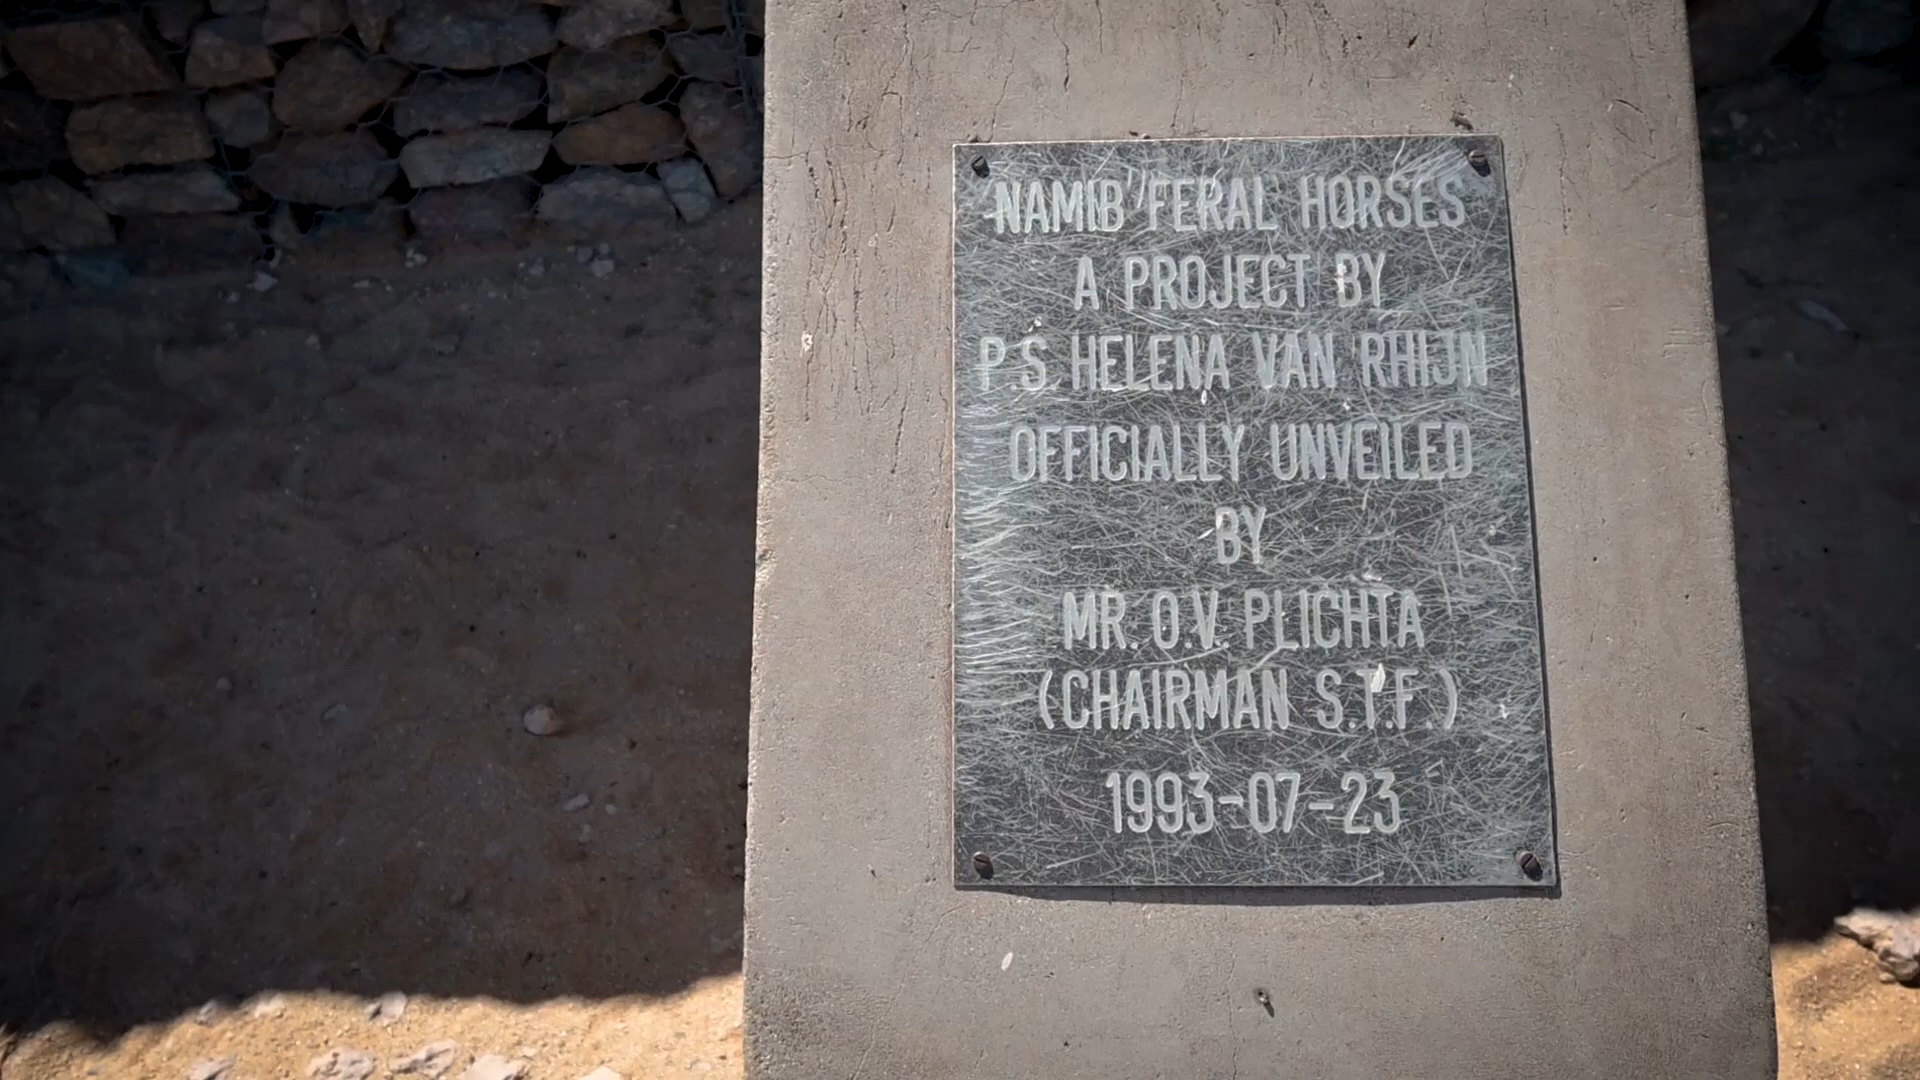 NAMIB FERAL HORSES
A PROJECT BY
P.S. HELENA VAN RHIJN
OFFICIALLY UNVEILED
BY
MR. O.V. PLICHTA
(CHAIRMAN S.T.F.)
1993-07-23